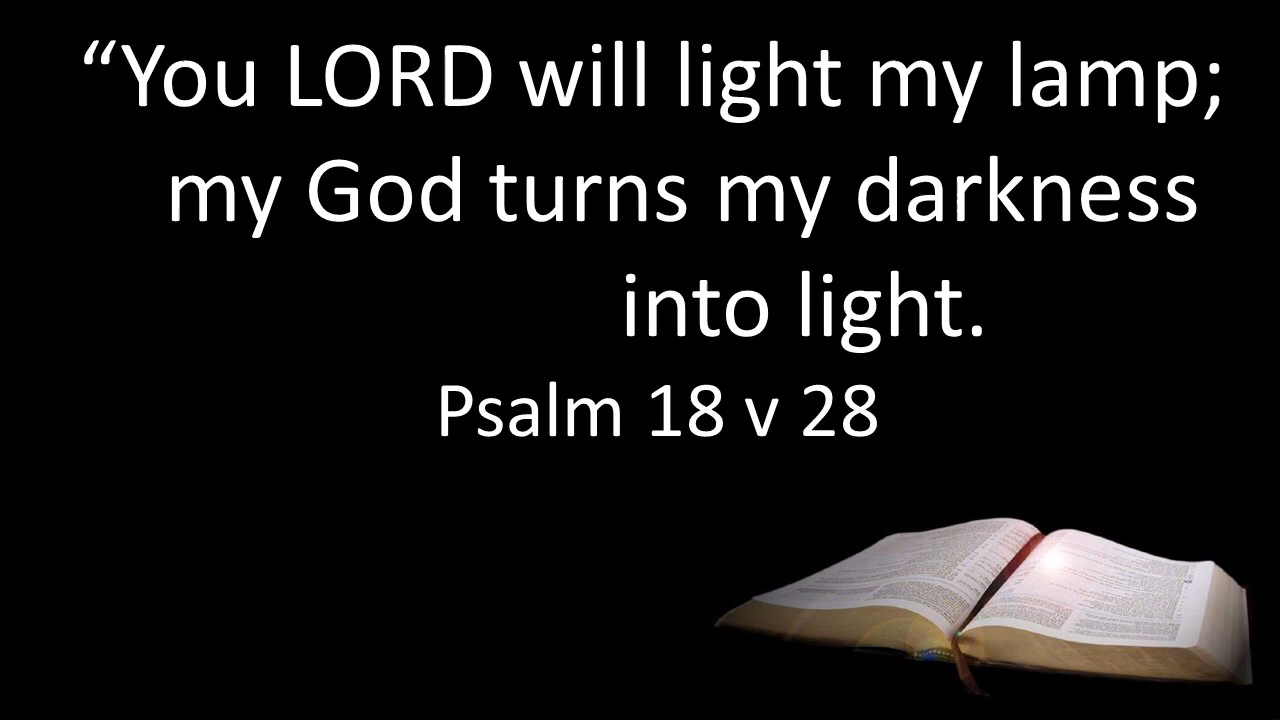 “You LORD will light my lamp;
my God turns my darkness
into light.
Psalm 18 v 28